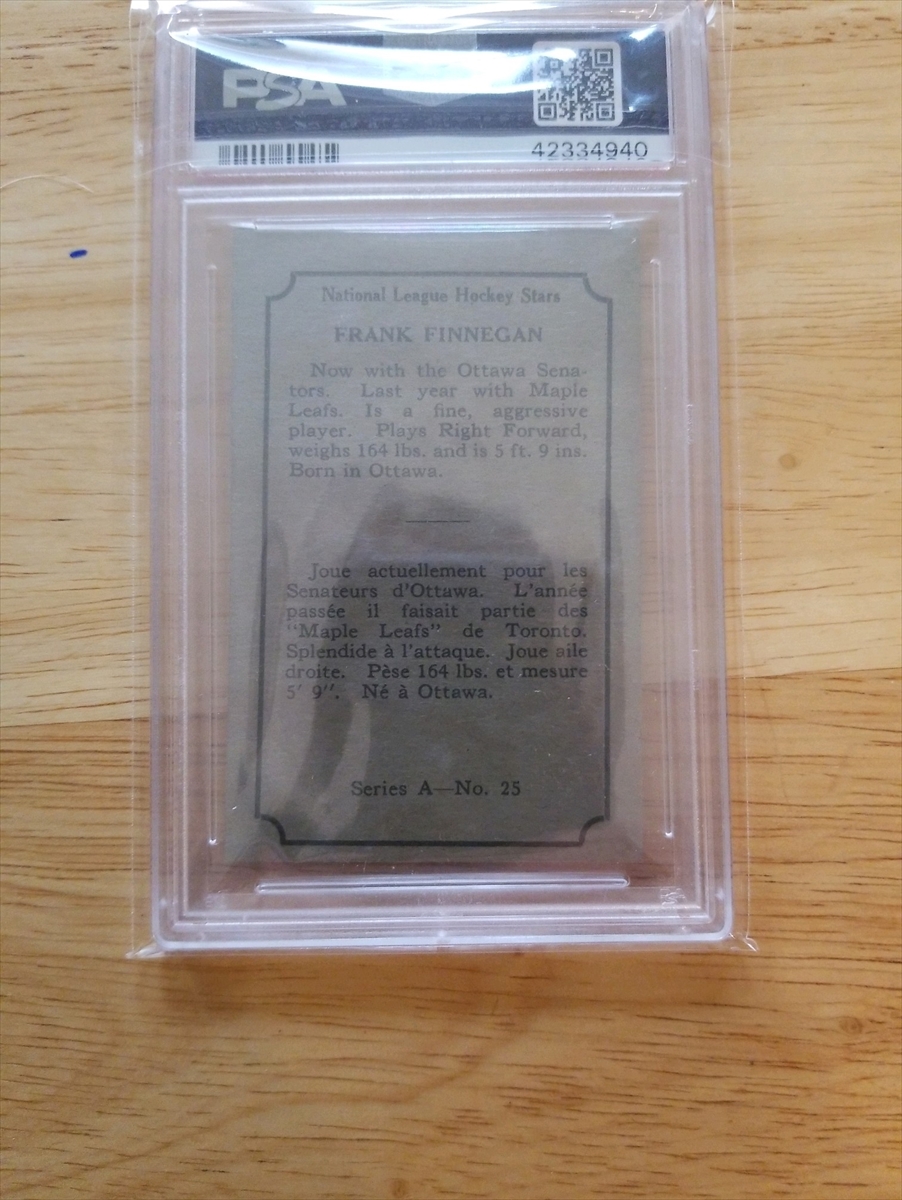 PSA
42334940
National League Hockey Stars
FRANK FINNEGAN
Now with the Ottawa Sena-
tors. Last year with Maple
Leafs. Is a fine, aggressive
player. Plays Right Forward,
weighs 164 lbs. and is 5 ft. 9 ins.
Born in Ottawa.
Joue actuellement pour les
Senateurs d'Ottawa. L'année
passée il faisait partie des
"Maple Leafs" de Toronto.
Splendide à l'attaque. Joue aile
droite. Pèse 164 lbs. et mesure
5' 9". Né à Ottawa.
Series A—No. 25